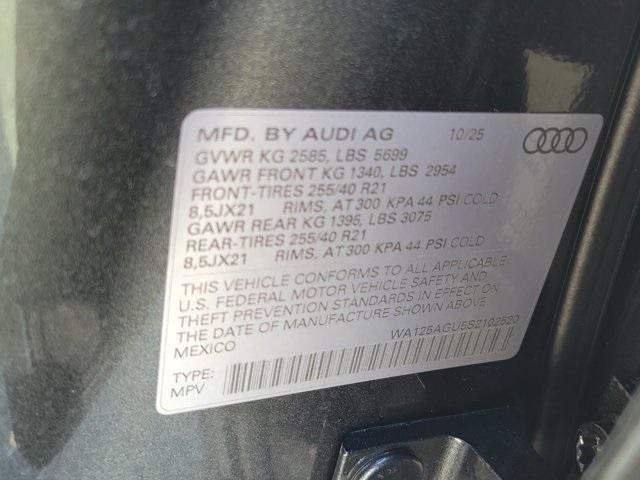 MFD. BY AUDI AG 10/25
GVWR KG 2585, LBS 5699
GAWR FRONT KG 1340, LBS 2954
FRONT-TIRES 255/40 R21
8,5JX21 RIMS, AT 300 KPA 44 PSI COLD
GAWR REAR KG 1395, LBS 3075
REAR-TIRES 255/40 R21
8,5JX21 RIMS, AT 300 KPA 44 PSI COLD
THIS VEHICLE CONFORMS TO ALL APPLICABLE
U.S. FEDERAL MOTOR VEHICLE SAFETY AND
THEFT PREVENTION STANDARDS IN EFFECT ON
THE DATE OF MANUFACTURE SHOWN ABOVE.
MEXICO WA125AGU5S2102520
TYPE:
MPV